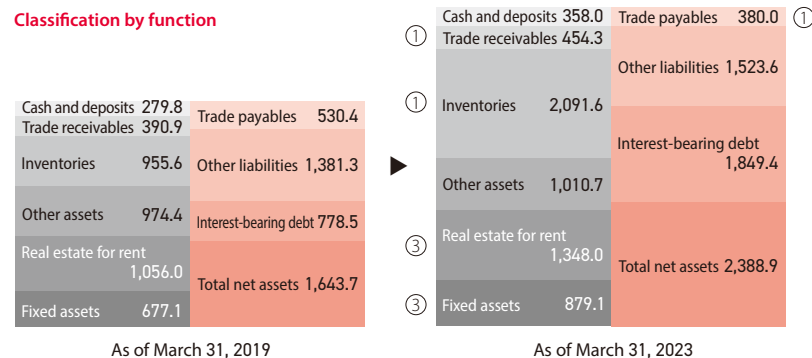 Classification by function
Cash and deposits 279.8
Trade receivables 390.9
Inventories 955.6
Other assets 974.4
Real estate for rent
1,056.0
Fixed assets 677.1
Trade payables 530.4
Other liabilities 1,381.3
Interest-bearing debt 778.5
Total net assets 1,643.7
As of March 31, 2019
▶
Cash and deposits 358.0
① Trade receivables 454.3
① Inventories 2,091.6
Other assets 1,010.7
③ Real estate for rent
1,348.0
③ Fixed assets 879.1
Trade payables 380.0 ①
Other liabilities 1,523.6
Interest-bearing debt
1,849.4
Total net assets 2,388.9
As of March 31, 2023